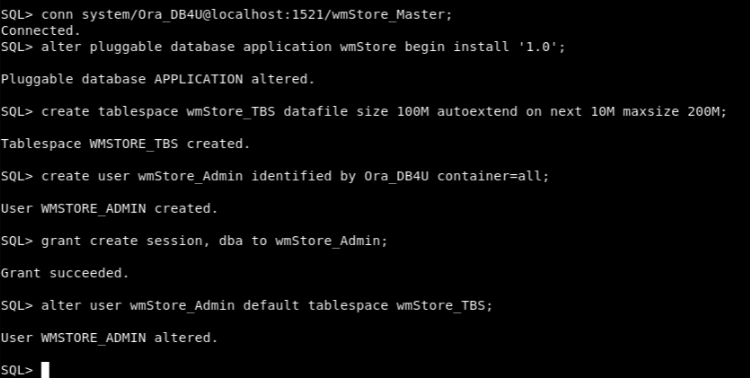 SQL> conn system/Ora_DB4U@localhost:1521/wmStore_Master;
Connected.
SQL> alter pluggable database application wmStore begin install '1.0';
Pluggable database APPLICATION altered.
SQL> create tablespace wmStore_TBS datafile size 100M autoextend on next 10M maxsize 200M;
Tablespace WMSTORE_TBS created.
SQL> create user wmStore_Admin identified by Ora_DB4U container=all;
User WMSTORE_ADMIN created.
SQL> grant create session, dba to wmStore_Admin;
Grant succeeded.
SQL> alter user wmStore_Admin default tablespace wmStore_TBS;
User WMSTORE_ADMIN altered.
SQL>